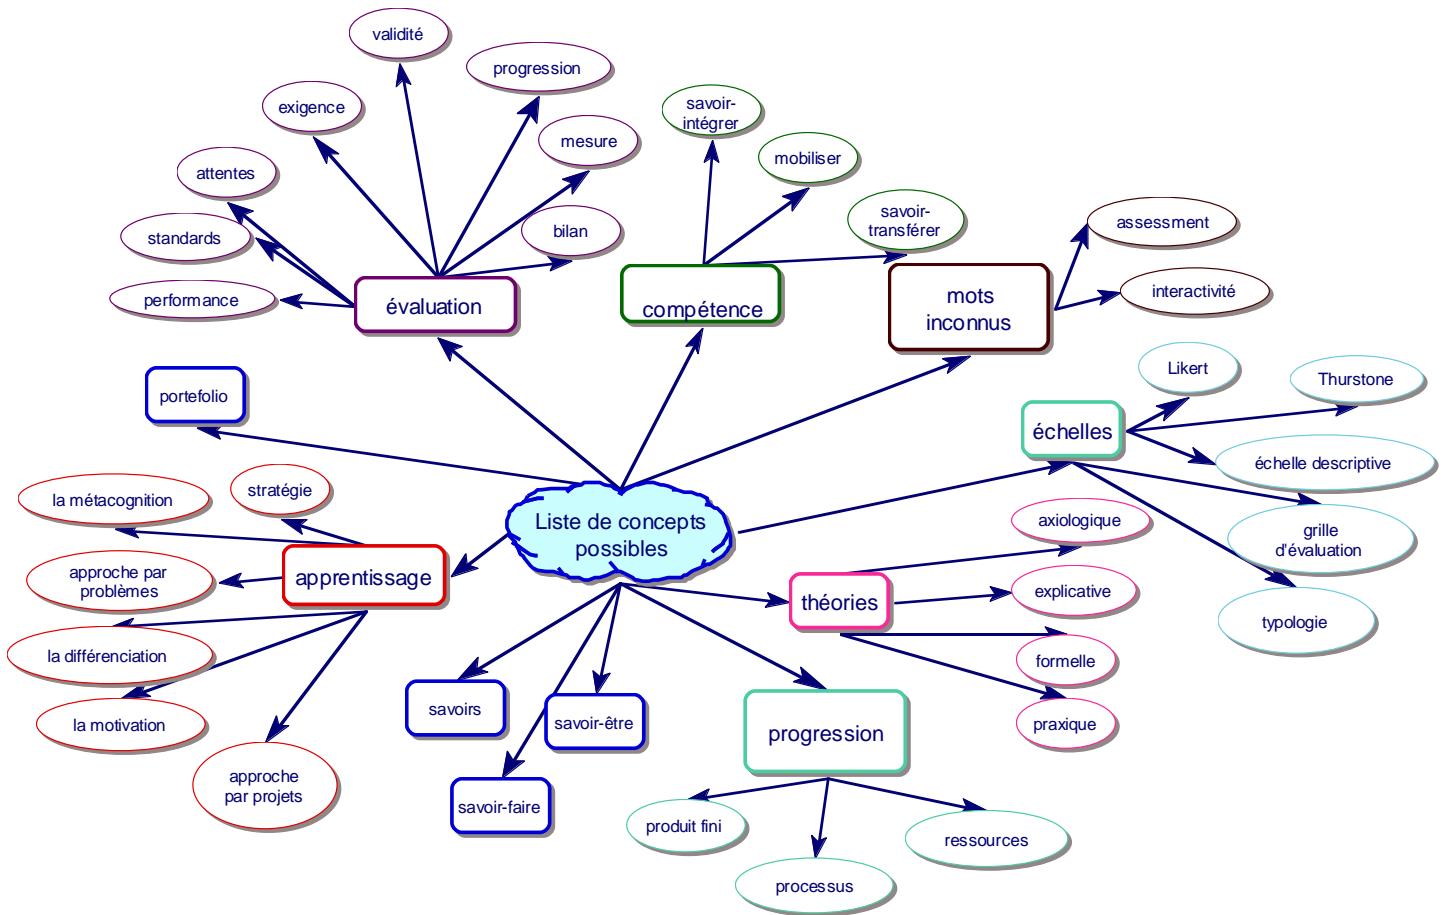 validité
progression
exigence
savoir-
intégrer
mesure
mobiliser
attentes
savoir-
transférer
assessment
standards
bilan
interactivité
performance
évaluation
compétence
mots
inconnus
Likert
Thurstone
portefolio
échelles
échelle descriptive
stratégie
la métacognition
Liste de concepts
possibles
axiologique
grille
d'évaluation
approche par
problèmes
apprentissage
théories
explicative
typologie
la différenciation
formelle
savoirs
savoir-être
la motivation
praxique
progression
approche
par projets
savoir-faire
produit fini
ressources
processus